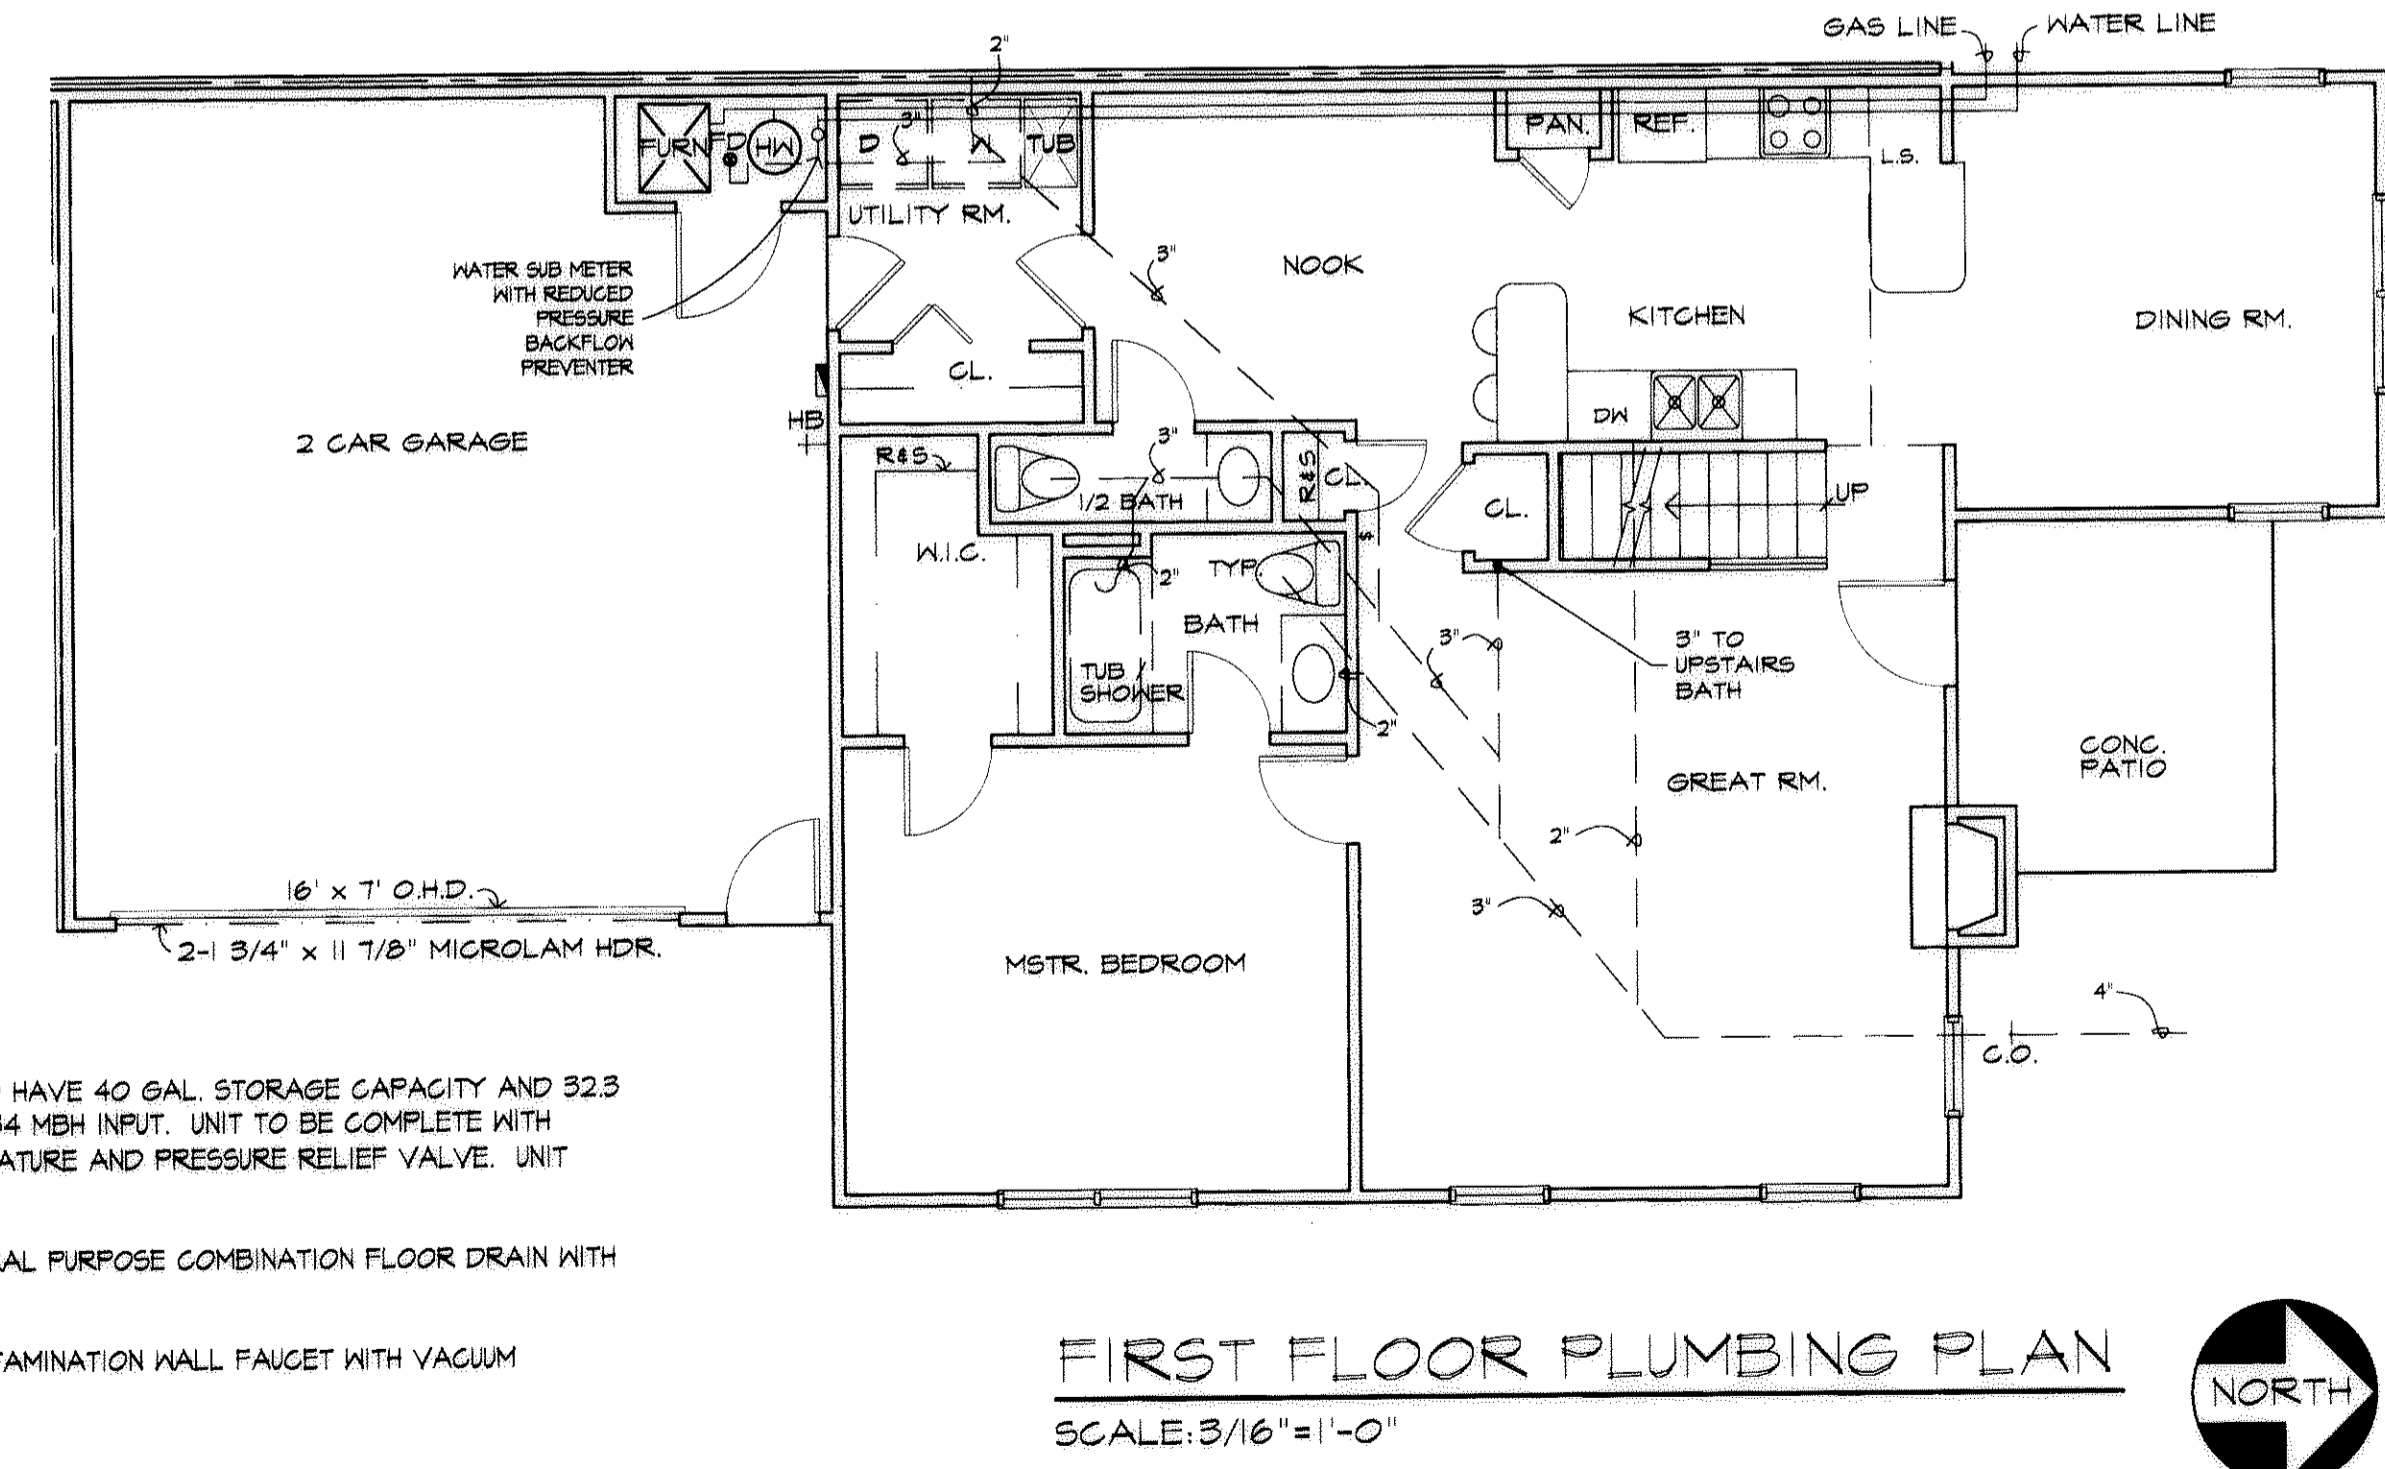 GAS LINE
WATER LINE
2"
3"
FURN
FD
HW
D
W
TUB
PAN.
REF.
L.S.
UTILITY RM.
WATER SUB METER
WITH REDUCED
PRESSURE
BACKFLOW
PREVENTER
3"
NOOK
KITCHEN
DINING RM.
CL.
HB
2 CAR GARAGE
DW
R&S
3"
1/2 BATH
R&S
CL.
CL.
UP
W.I.C.
2"
TYP.
BATH
TUB /
SHOWER
3"
3" TO
UPSTAIRS
BATH
2"
GREAT RM.
CONC.
PATIO
2"
3"
16' x 7' O.H.D.
2-1 3/4" x 11 7/8" MICROLAM HDR.
MSTR. BEDROOM
4"
C.O.
HAVE 40 GAL. STORAGE CAPACITY AND 32.3
34 MBH INPUT. UNIT TO BE COMPLETE WITH
ATURE AND PRESSURE RELIEF VALVE. UNIT
AL PURPOSE COMBINATION FLOOR DRAIN WITH
TAMINATION WALL FAUCET WITH VACUUM
FIRST FLOOR PLUMBING PLAN
SCALE:3/16"=1'-0"
NORTH